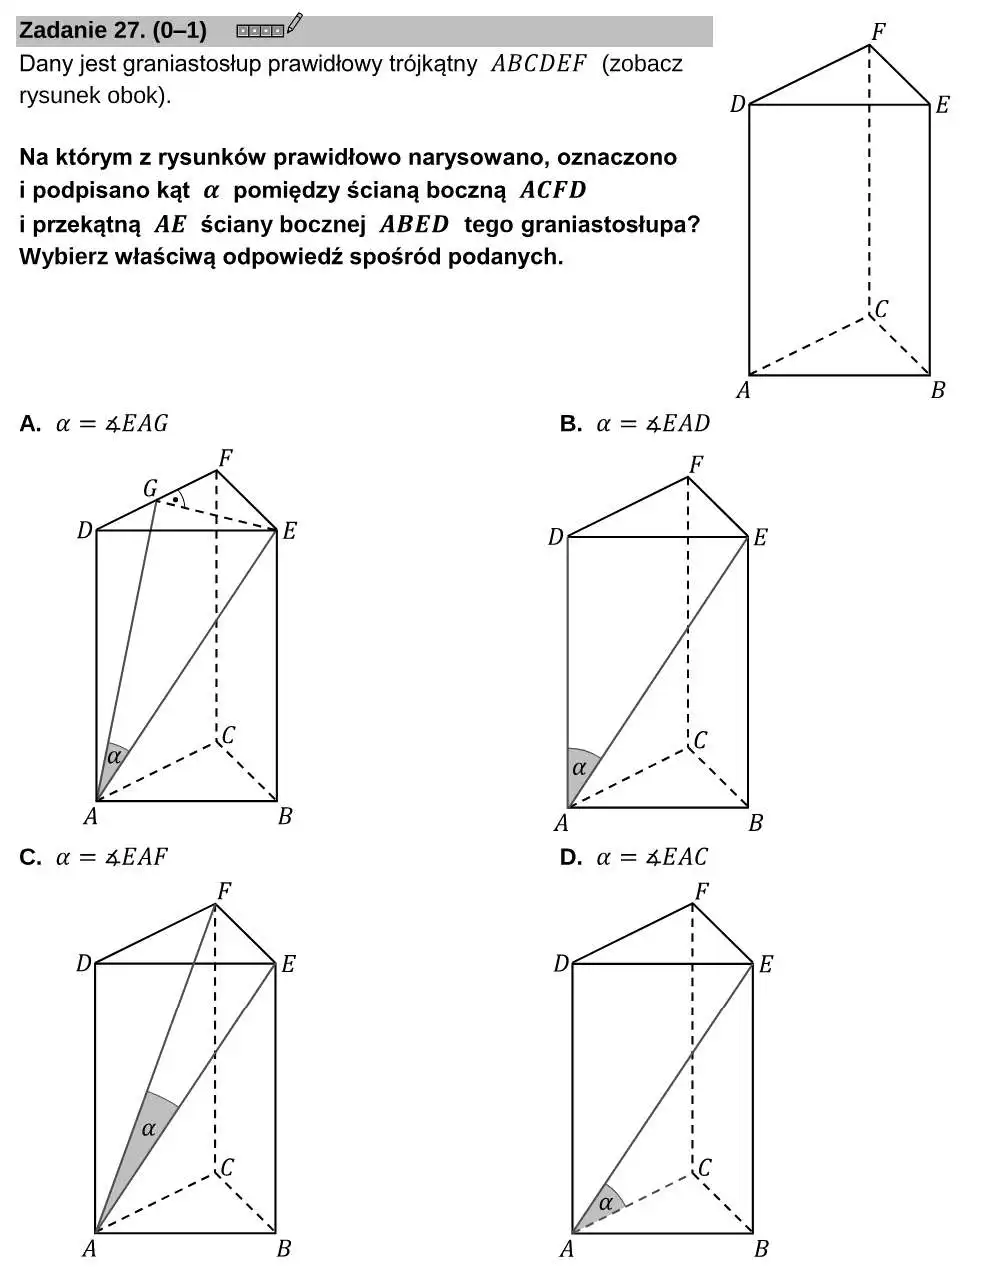 Zadanie 27. (0–1)
Dany jest graniastosłup prawidłowy trójkątny ABCDEF (zobacz
rysunek obok).
Na którym z rysunków prawidłowo narysowano, oznaczono
i podpisano kąt α pomiędzy ścianą boczną ACFD
i przekątną AE ściany bocznej ABED tego graniastosłupa?
Wybierz właściwą odpowiedź spośród podanych.
F
D
E
C
A
B
A. α = ∡EAG
F
G
D
E
C
α
A
B
B. α = ∡EAD
F
D
E
C
α
A
B
C. α = ∡EAF
F
D
E
α
C
A
B
D. α = ∡EAC
F
D
E
C
α
A
B